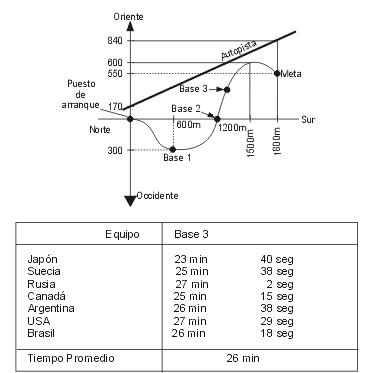 Oriente
840
Autopista
600
550
Meta
Puesto
de
arranque
Base 3
170
Base 2
Norte
600m
1200m
Sur
1500m
1800m
300
Base 1
Occidente
Equipo Base 3
Japón 23 min 40 seg
Suecia 25 min 38 seg
Rusia 27 min 2 seg
Canadá 25 min 15 seg
Argentina 26 min 38 seg
USA 27 min 29 seg
Brasil 26 min 18 seg
Tiempo Promedio 26 min